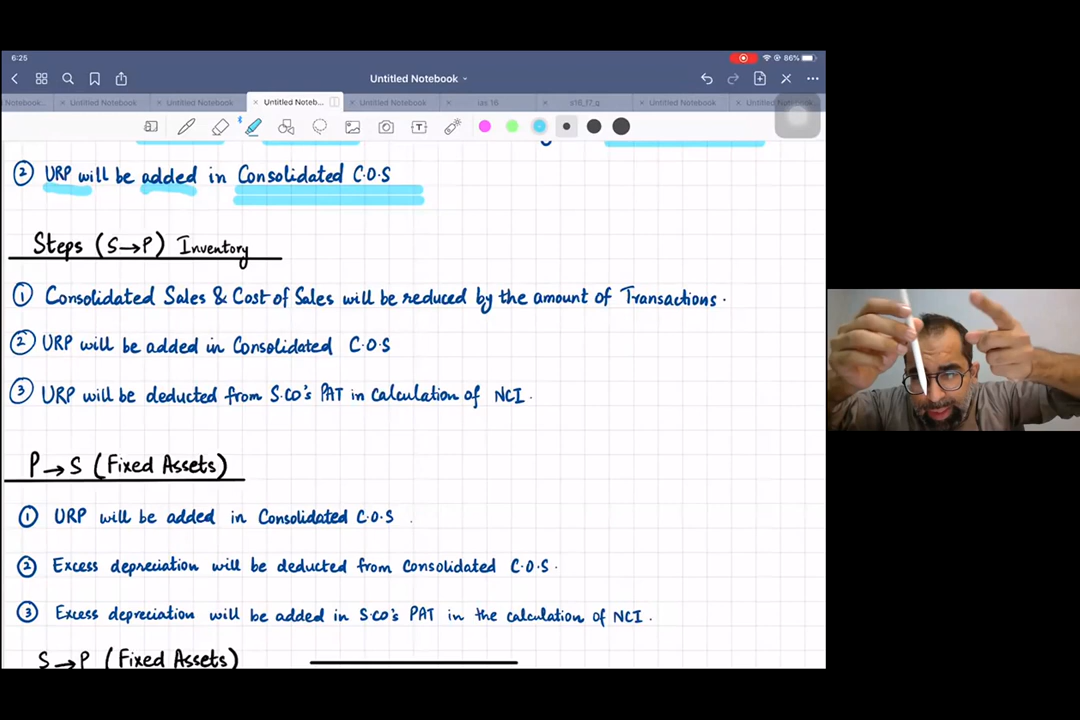 6:25
86%
Untitled Notebook
Notebook...
Untitled Notebook
Untitled Notebook
Untitled Noteb...
Untitled Notebook
ias 16
s16_17_g
Untitled Notebook
② URP will be added in Consolidated C.O.S
Steps (S→P) Inventory
① Consolidated Sales & Cost of Sales will be reduced by the amount of Transactions.
② URP will be added in Consolidated C.O.S
③ URP will be deducted from S.CO's PAT in calculation of NCI.
P→S (Fixed Assets)
① URP will be added in Consolidated C.O.S.
② Excess depreciation will be deducted from Consolidated C.O.S.
③ Excess depreciation will be added in S.CO's PAT in the calculation of NCI.
S→P (Fixed Assets)